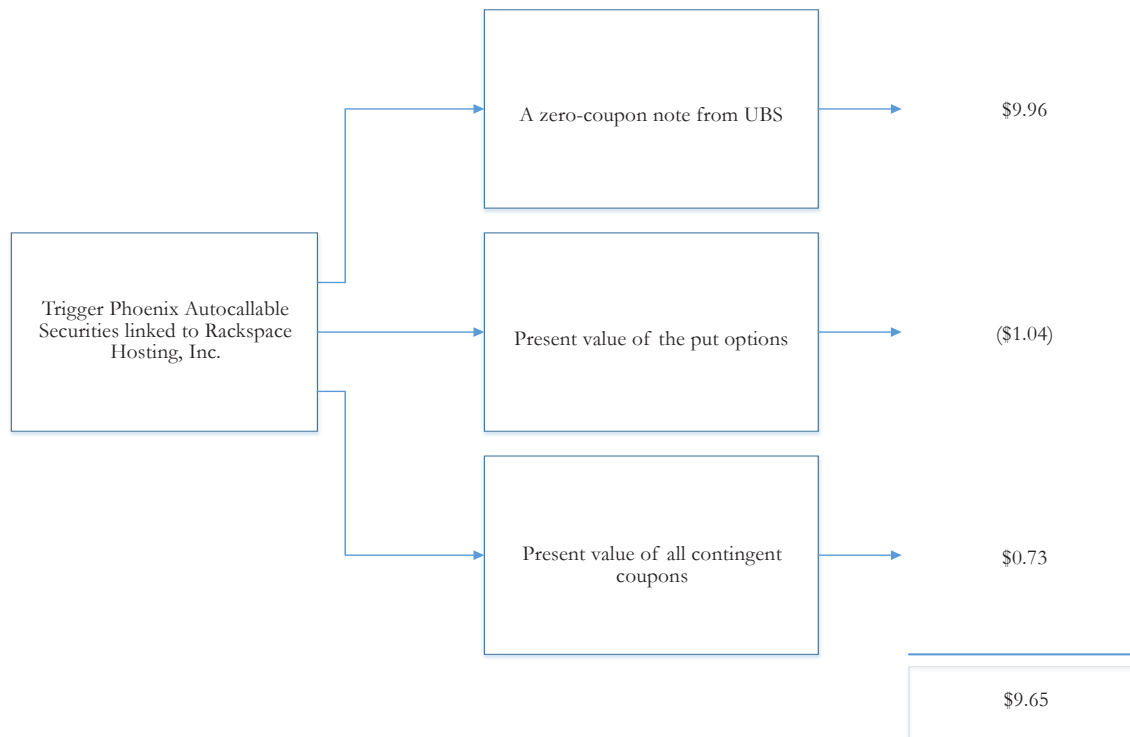 A zero-coupon note from UBS
$9.96
Trigger Phoenix Autocallable
Securities linked to Rackspace
Hosting, Inc.
Present value of the put options
($1.04)
Present value of all contingent
coupons
$0.73
$9.65